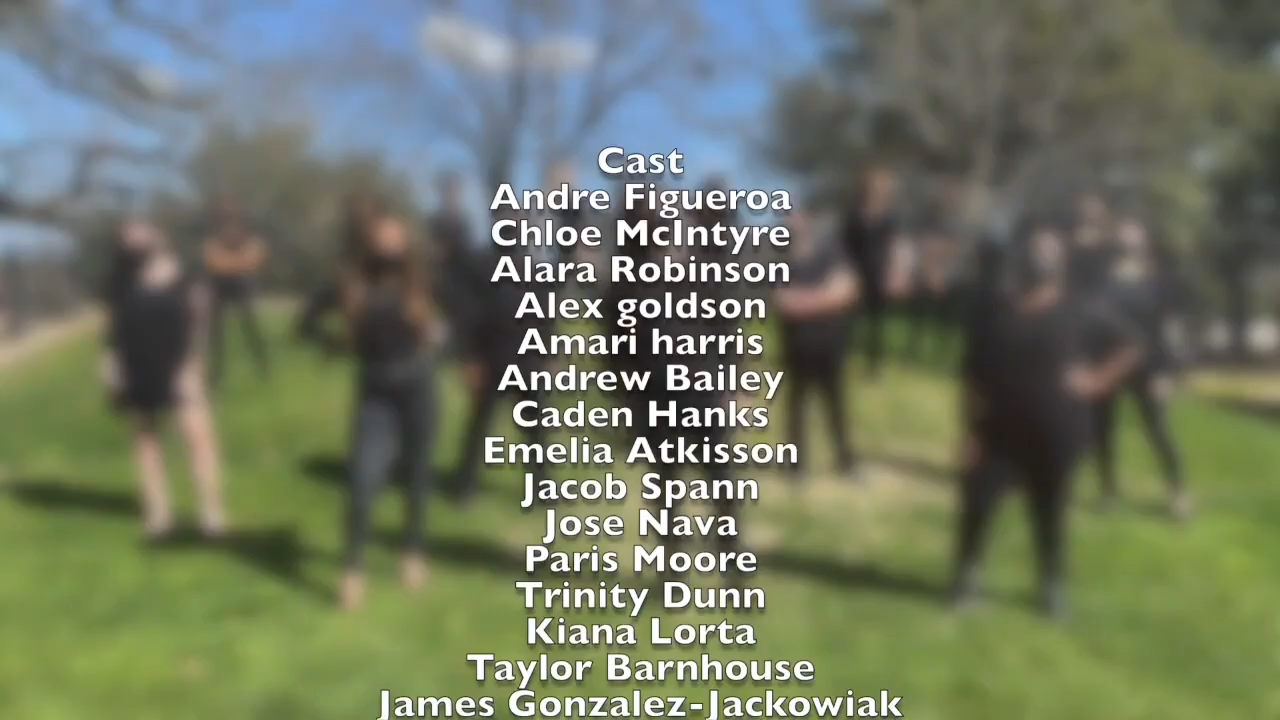 Cast
Andre Figueroa
Chloe McIntyre
Alara Robinson
Alex goldson
Amari harris
Andrew Bailey
Caden Hanks
Emelia Atkisson
Jacob Spann
Jose Nava
Paris Moore
Trinity Dunn
Kiana Lorta
Taylor Barnhouse
James Gonzalez-Jackowiak